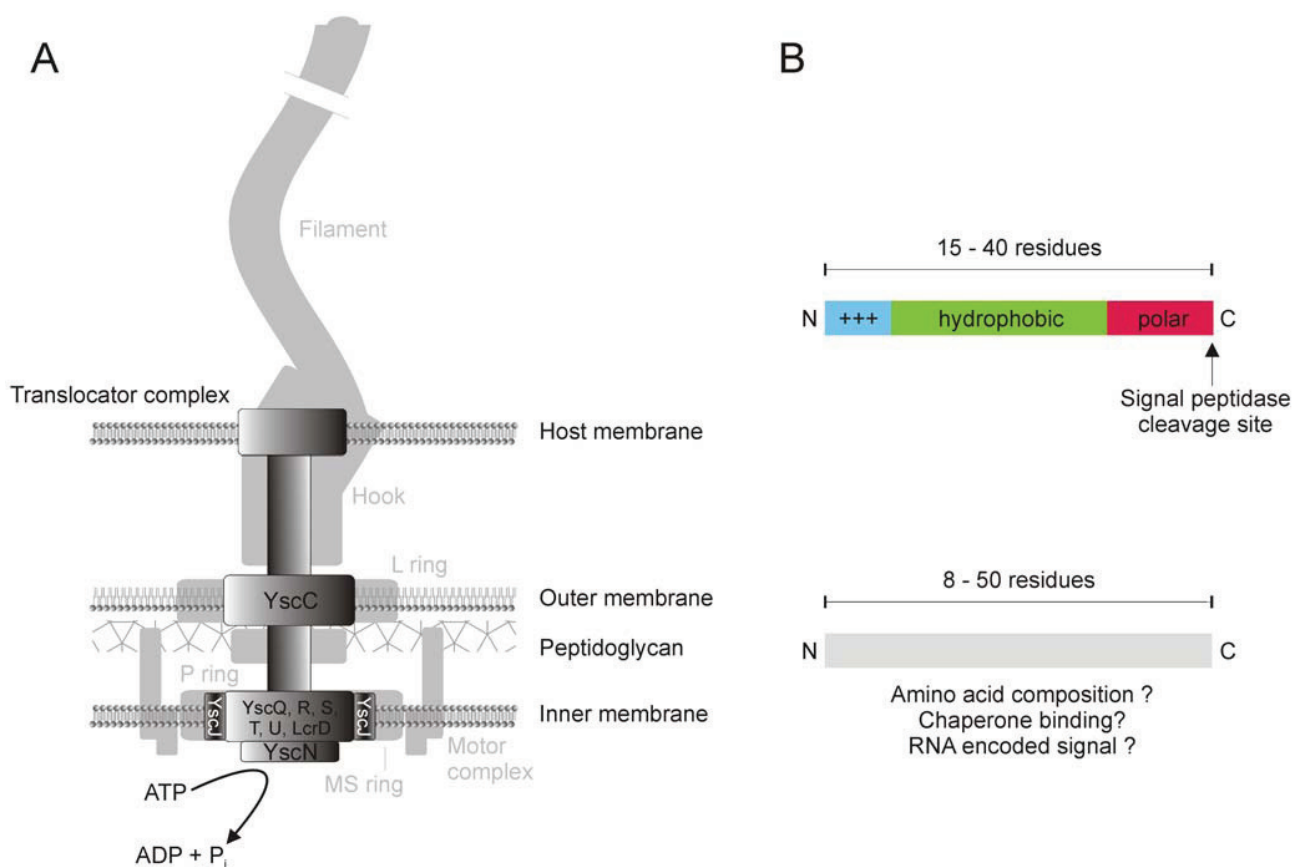 A
Filament
Translocator complex
Host membrane
Hook
L ring
YscC
Outer membrane
Peptidoglycan
P ring
YscJ
YscQ, R, S,
T, U, LcrD
YscJ
Inner membrane
YscN
Motor
complex
MS ring
ATP
ADP + Pi
B
15 - 40 residues
N
+++
hydrophobic
polar
C
Signal peptidase
cleavage site
8 - 50 residues
N
C
Amino acid composition ?
Chaperone binding?
RNA encoded signal ?